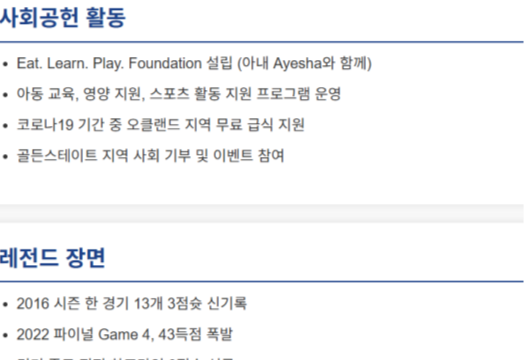 사회공헌 활동
• Eat. Learn. Play. Foundation 설립 (아내 Ayesha와 함께)
• 아동 교육, 영양 지원, 스포츠 활동 지원 프로그램 운영
• 코로나19 기간 중 오클랜드 지역 무료 급식 지원
• 골든스테이트 지역 사회 기부 및 이벤트 참여
레전드 장면
• 2016 시즌 한 경기 13개 3점슛 신기록
• 2022 파이널 Game 4, 43득점 폭발